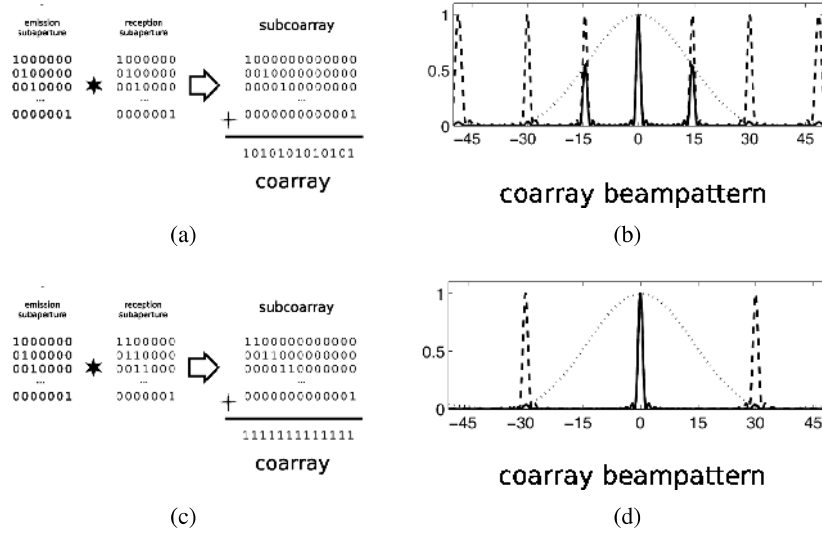 emission
subaperture
reception
subaperture
subcoarray
1000000
0100000
0010000
...
0000001
1000000
0100000
0010000
...
0000001
1000000000000
0010000000000
0000100000000
...
+ 0000000000001
1010101010101
coarray
(a)
1
0.5
0
-45 -30 -15 0 15 30 45
coarray beampattern
(b)
emission
subaperture
reception
subaperture
subcoarray
1000000
0100000
0010000
...
0000001
1100000
0110000
0011000
...
0000001
1100000000000
0011000000000
0000110000000
...
+ 0000000000001
1111111111111
coarray
(c)
1
0.5
0
-45 -30 -15 0 15 30 45
coarray beampattern
(d)